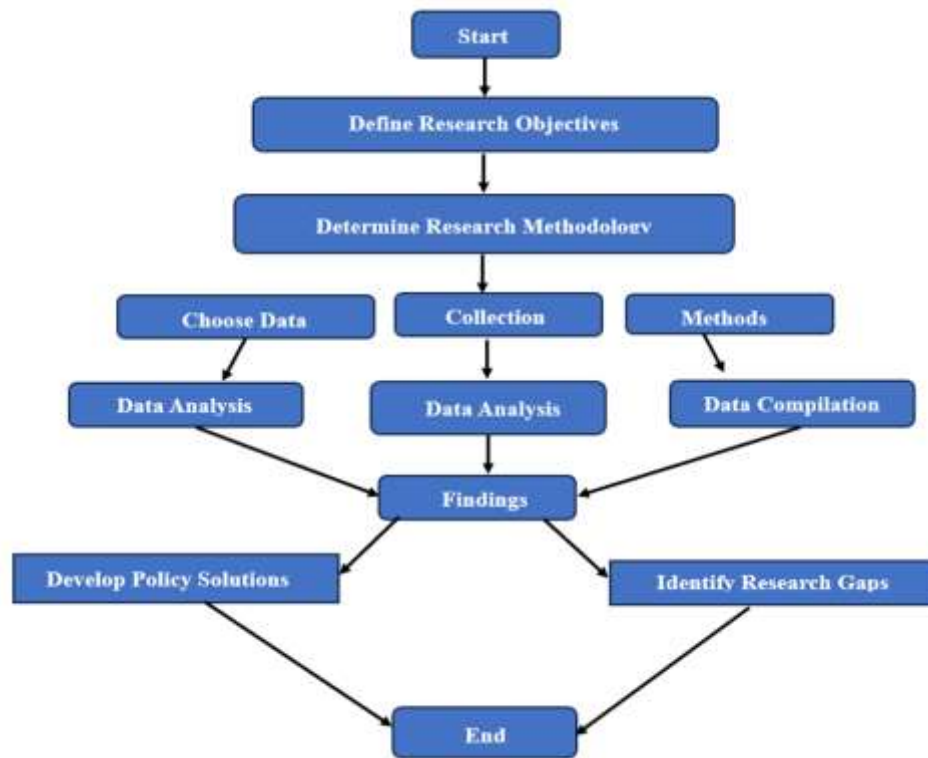 Start
Define Research Objectives
Determine Research Methodology
Choose Data
Collection
Methods
Data Analysis
Data Analysis
Data Compilation
Findings
Develop Policy Solutions
Identify Research Gaps
End